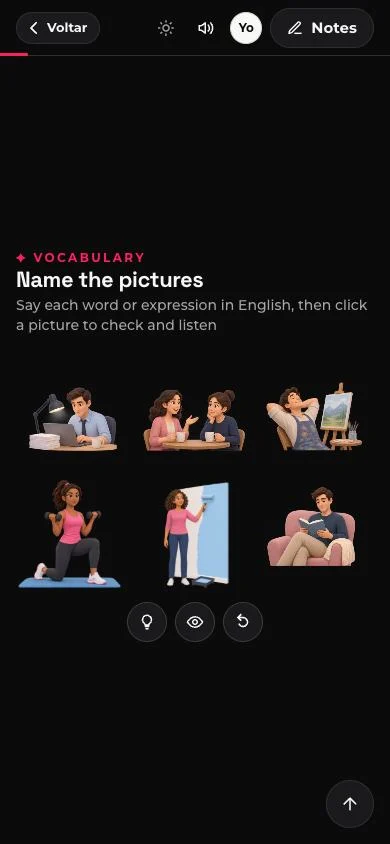 Voltar
Yo
Notes
VOCABULARY
Name the pictures
Say each word or expression in English, then click
a picture to check and listen